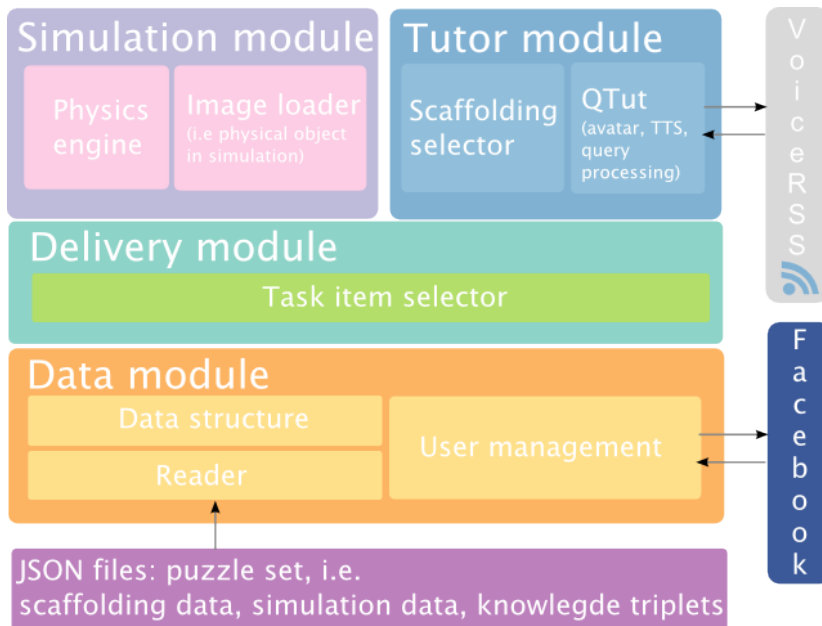 Simulation module
Physics
engine
Image loader
(i.e physical object
in simulation)
Tutor module
Scaffolding
selector
QTut
(avatar, TTS,
query
processing)
VoiceRSS
Delivery module
Task item selector
Data module
Data structure
Reader
User management
Facebook
JSON files: puzzle set, i.e.
scaffolding data, simulation data, knowlegde triplets